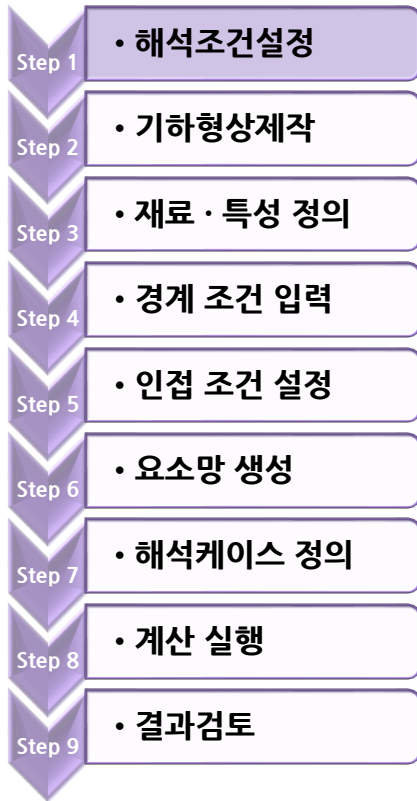 Step 1
• 해석조건설정
Step 2
• 기하형상제작
Step 3
• 재료 · 특성 정의
Step 4
• 경계 조건 입력
Step 5
• 인접 조건 설정
Step 6
• 요소망 생성
Step 7
• 해석케이스 정의
Step 8
• 계산 실행
Step 9
• 결과검토